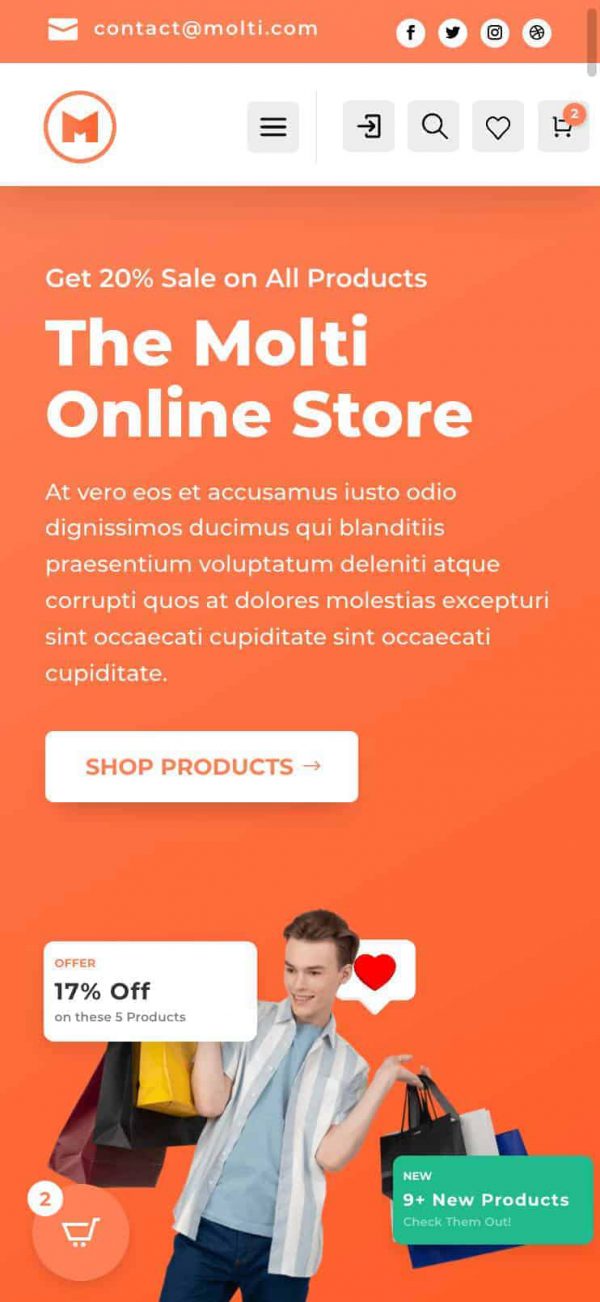 contact@molti.com
M
2
Get 20% Sale on All Products
The Molti
Online Store
At vero eos et accusamus iusto odio
dignissimos ducimus qui blanditiis
praesentium voluptatum deleniti atque
corrupti quos at dolores molestias excepturi
sint occaecati cupiditate sint occaecati
cupiditate.
SHOP PRODUCTS →
OFFER
17% Off
on these 5 Products
NEW
9+ New Products
Check Them Out!
2